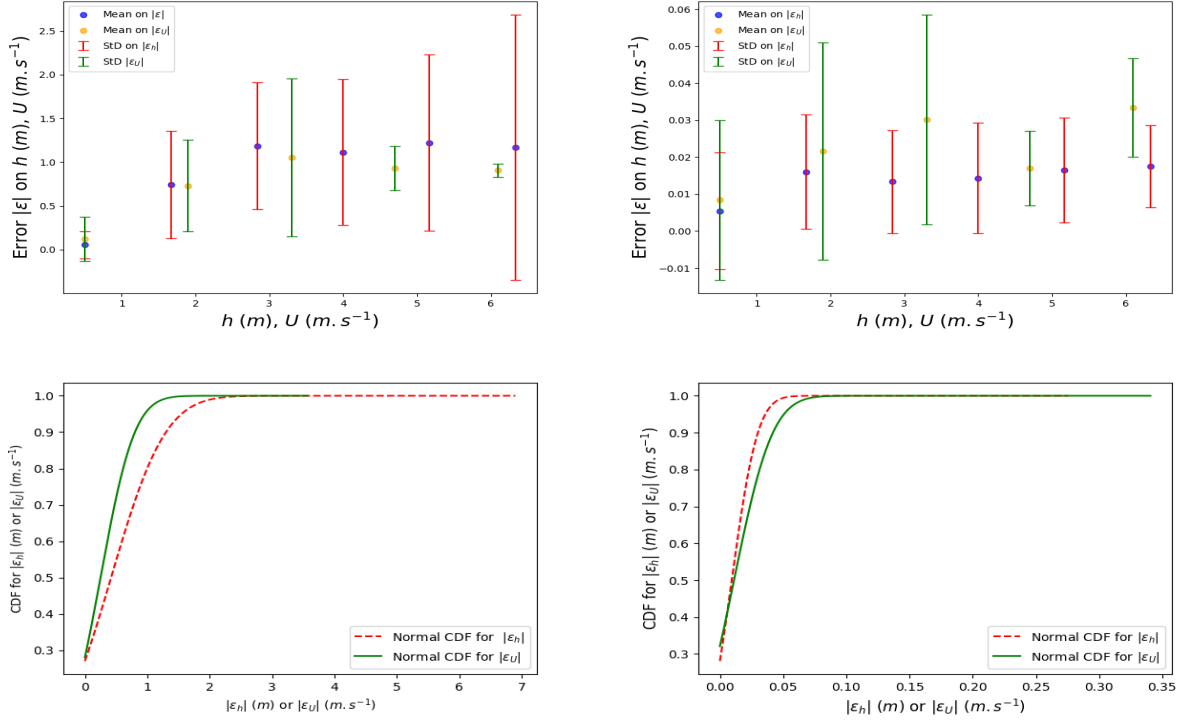 Error |ε| on h (m), U (m.s⁻¹)
2.5
2.0
1.5
1.0
0.5
0.0
Mean on |ε|
Mean on |ε_U|
StD on |ε_h|
StD |ε_U|
1 2 3 4 5 6
h (m), U (m.s⁻¹)
Error |ε| on h (m), U (m.s⁻¹)
0.06
0.05
0.04
0.03
0.02
0.01
0.00
−0.01
Mean on |ε_h|
Mean on |ε_U|
StD on |ε_h|
StD on |ε_U|
1 2 3 4 5 6
h (m), U (m.s⁻¹)
CDF for |ε_h| (m) or |ε_U| (m.s⁻¹)
1.0
0.9
0.8
0.7
0.6
0.5
0.4
0.3
Normal CDF for |ε_h|
Normal CDF for |ε_U|
0 1 2 3 4 5 6 7
|ε_h| (m) or |ε_U| (m.s⁻¹)
CDF for |ε_h| (m) or |ε_U| (m.s⁻¹)
1.0
0.9
0.8
0.7
0.6
0.5
0.4
0.3
Normal CDF for |ε_h|
Normal CDF for |ε_U|
0.00 0.05 0.10 0.15 0.20 0.25 0.30 0.35
|ε_h| (m) or |ε_U| (m.s⁻¹)